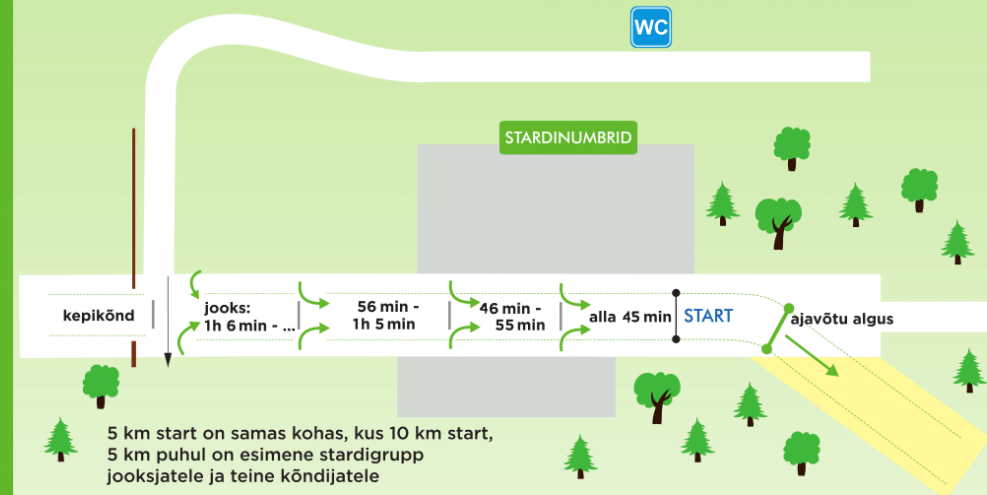 WC
STARDINUMBRID
kepikõnd
jooks:
1h 6 min - ...
56 min -
1h 5 min
46 min -
55 min
alla 45 min
START
ajavõtu algus
5 km start on samas kohas, kus 10 km start,
5 km puhul on esimene stardigrupp
jooksjatele ja teine kõndijatele